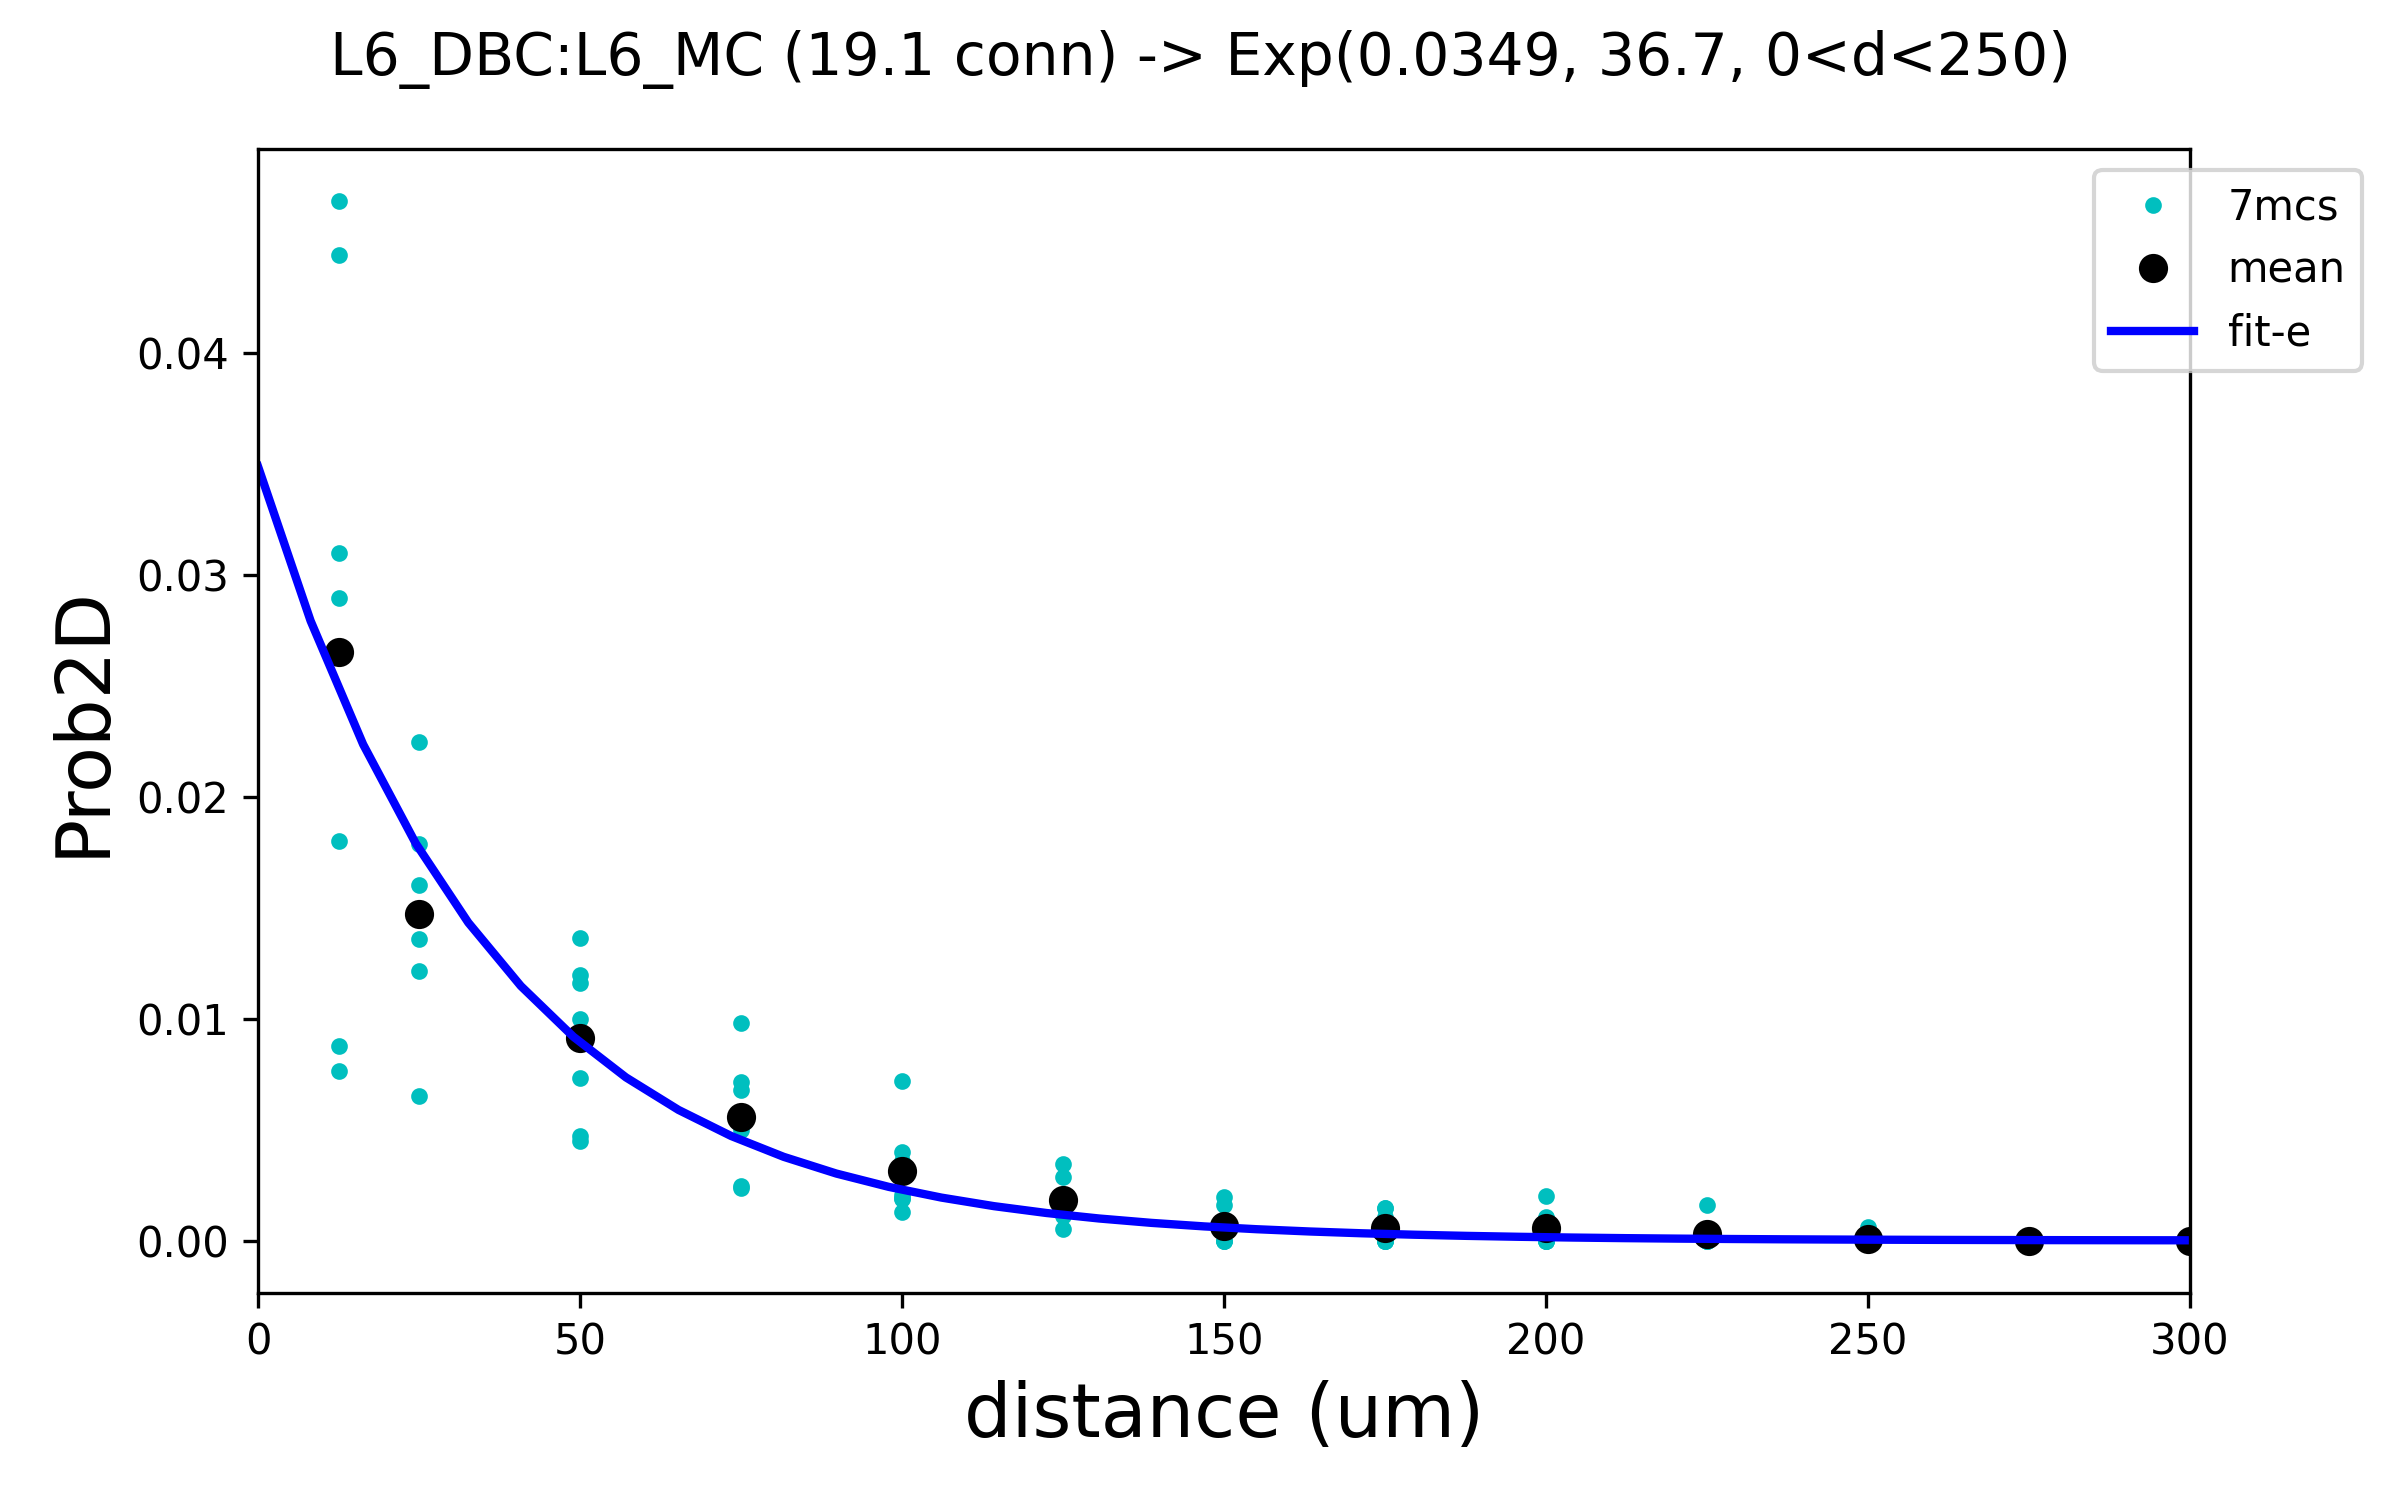 L6_DBC:L6_MC (19.1 conn) -> Exp(0.0349, 36.7, 0<d<250)
7mcs
mean
fit-e
Prob2D
0.04
0.03
0.02
0.01
0.00
0 50 100 150 200 250 300
distance (um)